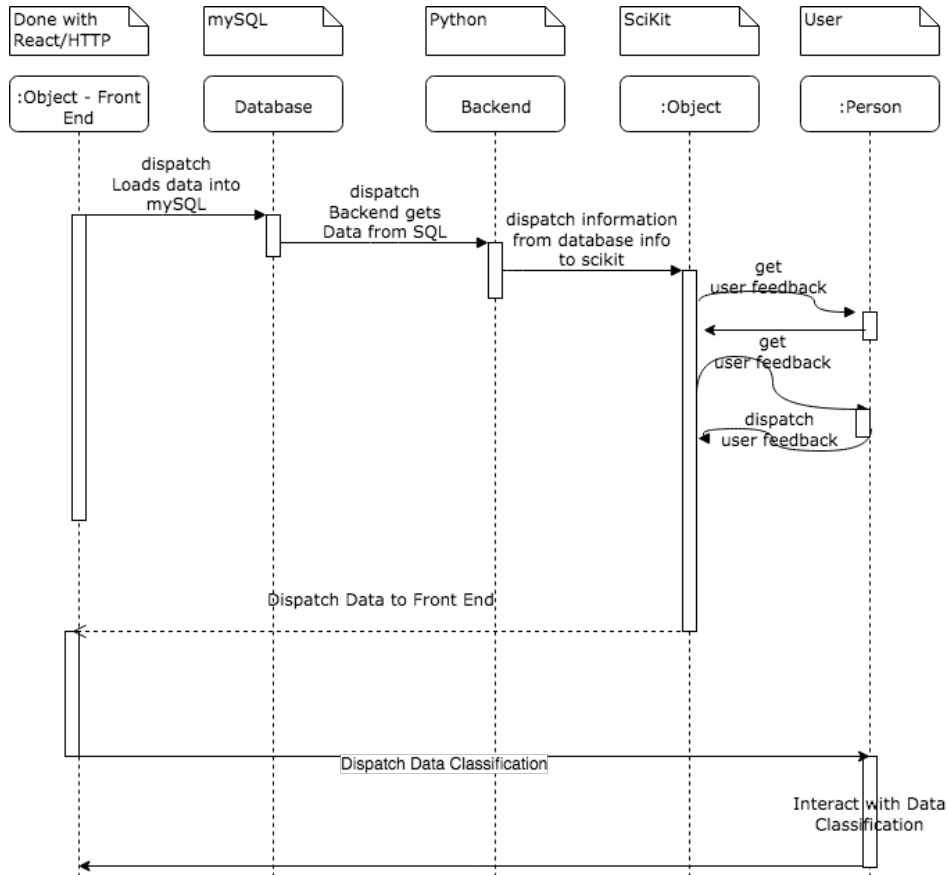 Done with
React/HTTP
mySQL
Python
SciKit
User
:Object - Front
End
Database
Backend
:Object
:Person
dispatch
Loads data into
mySQL
dispatch
Backend gets
Data from SQL
dispatch information
from database info
to scikit
get
user feedback
get
user feedback
dispatch
user feedback
Dispatch Data to Front End
Dispatch Data Classification
Interact with Data
Classification